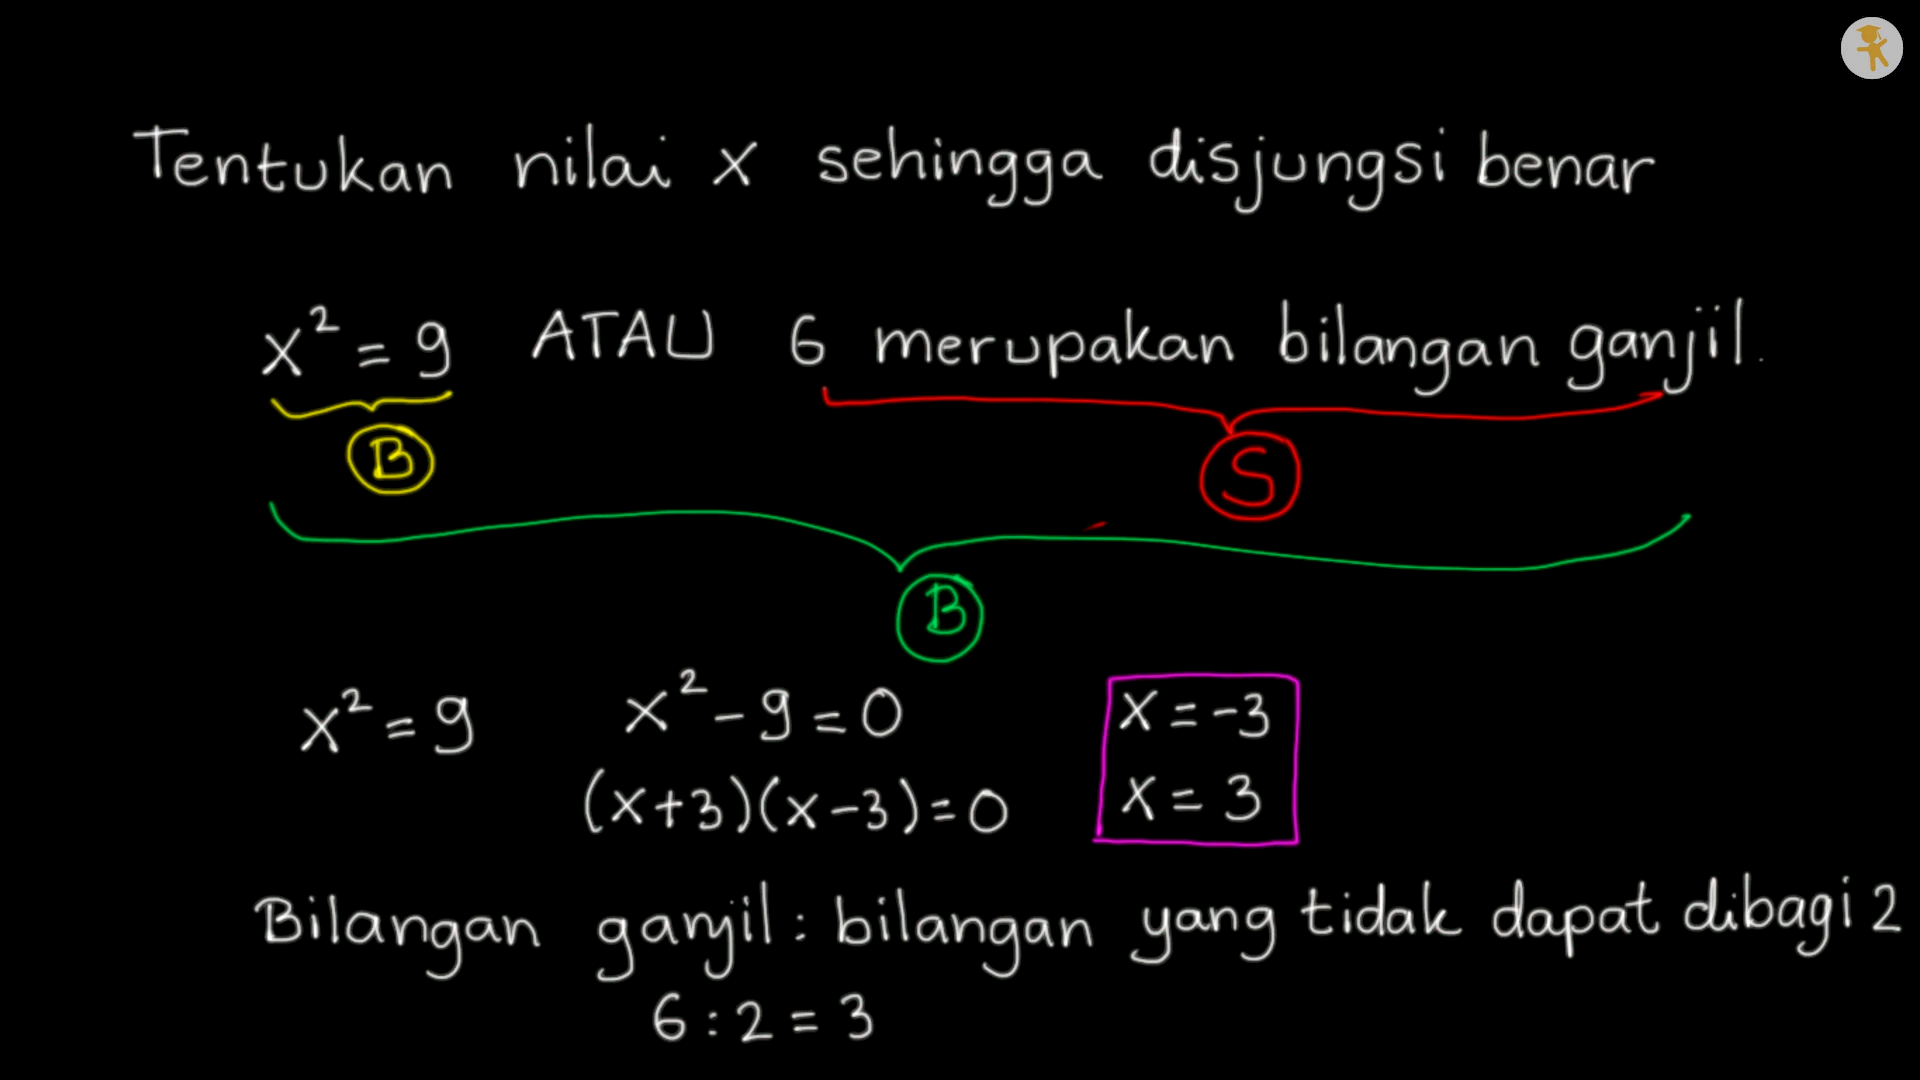 Tentukan nilai x sehingga disjungsi benar
x² = 9 ATAU 6 merupakan bilangan ganjil.
B S
B
x² = 9 x² - 9 = 0 x = -3
(x+3)(x-3) = 0 x = 3
Bilangan ganjil : bilangan yang tidak dapat dibagi 2
6 : 2 = 3